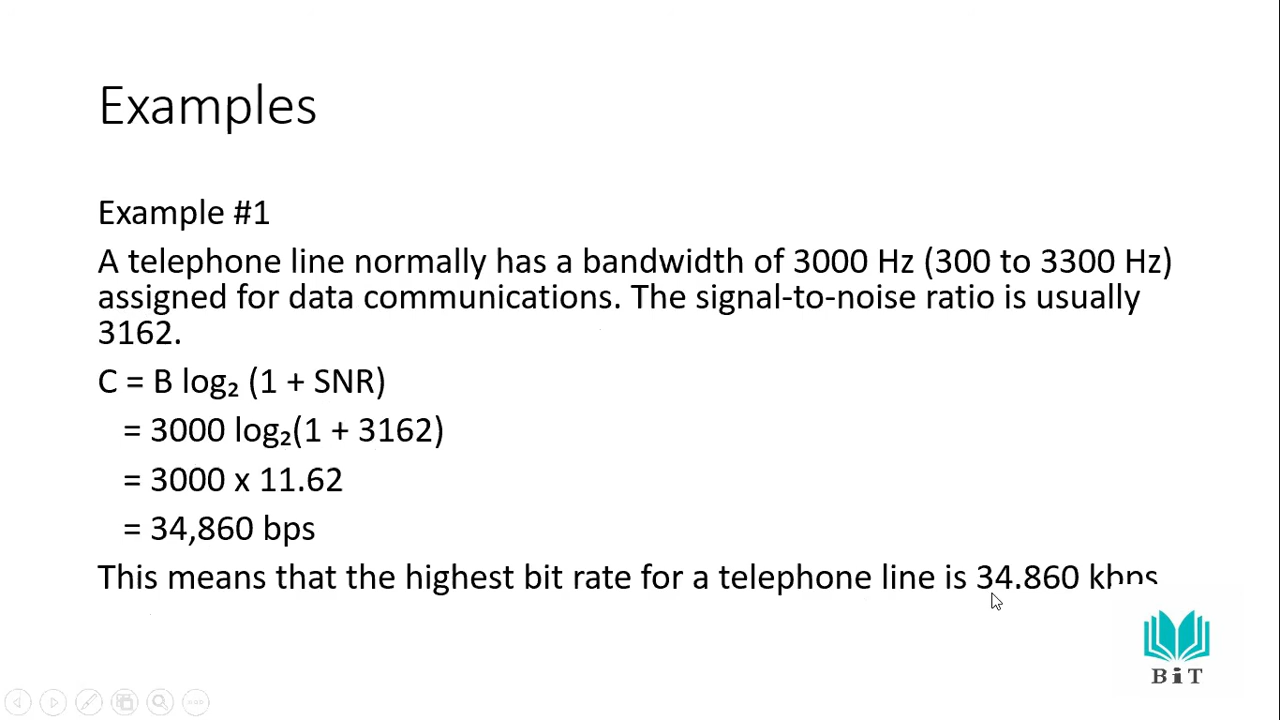 Examples
Example #1
A telephone line normally has a bandwidth of 3000 Hz (300 to 3300 Hz)
assigned for data communications. The signal-to-noise ratio is usually
3162.
C = B log₂ (1 + SNR)
= 3000 log₂(1 + 3162)
= 3000 x 11.62
= 34,860 bps
This means that the highest bit rate for a telephone line is 34.860 kbps
BiT